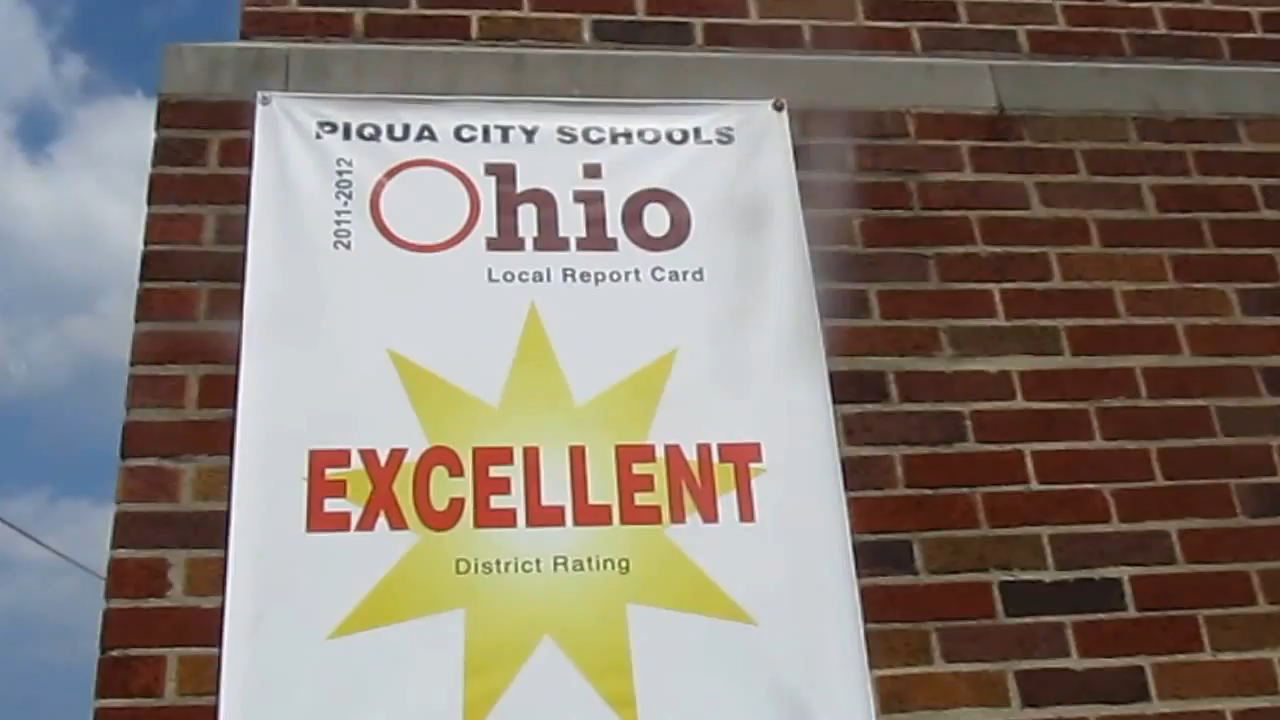 PIQUA CITY SCHOOLS
2011-2012
Ohio
Local Report Card
EXCELLENT
District Rating